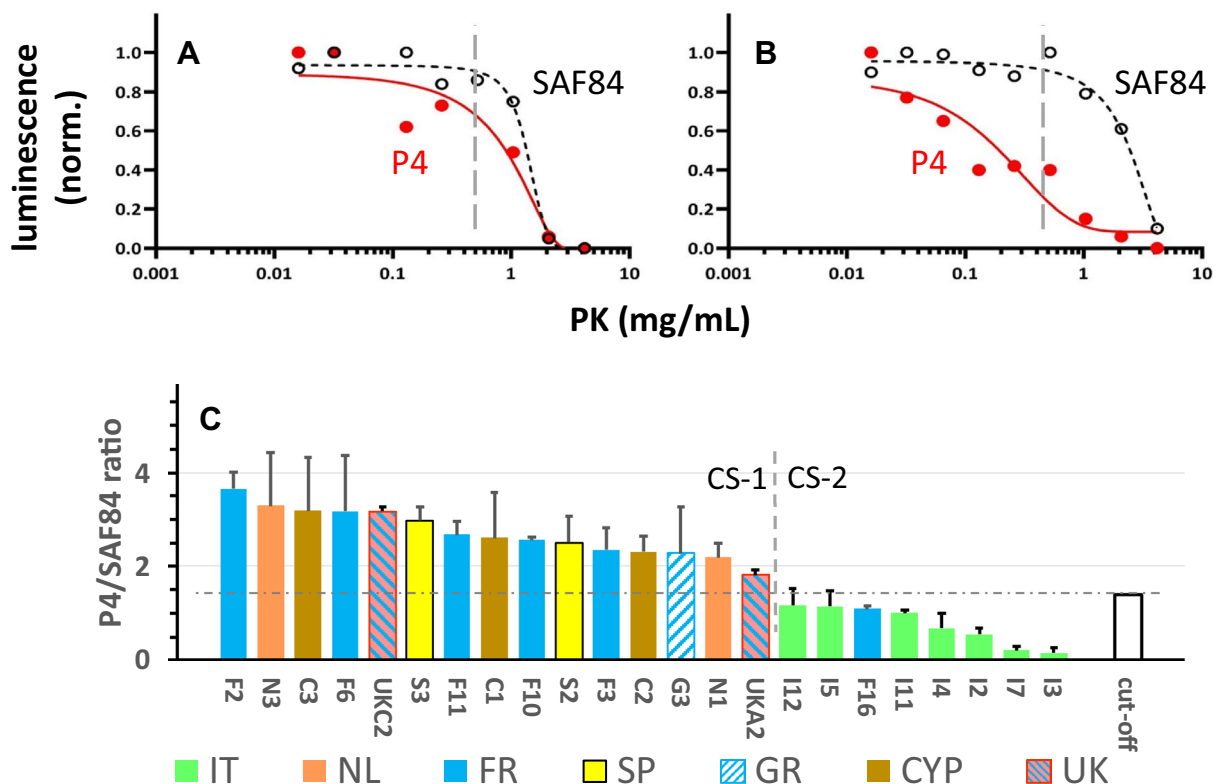 luminescence
(norm.)
A
1.0
0.8
0.6
0.4
0.2
0.0
SAF84
P4
0.001 0.01 0.1 1 10
B
1.0
0.8
0.6
0.4
0.2
0.0
SAF84
P4
0.001 0.01 0.1 1 10
PK (mg/mL)
C
P4/SAF84 ratio
4
2
0
CS-1 CS-2
F2 N3 C3 F6 UKC2 S3 F11 C1 F10 S2 F3 C2 G3 N1 UKA2 I12 I5 F16 I11 I4 I2 I7 I3 cut-off
IT NL FR SP GR CYP UK